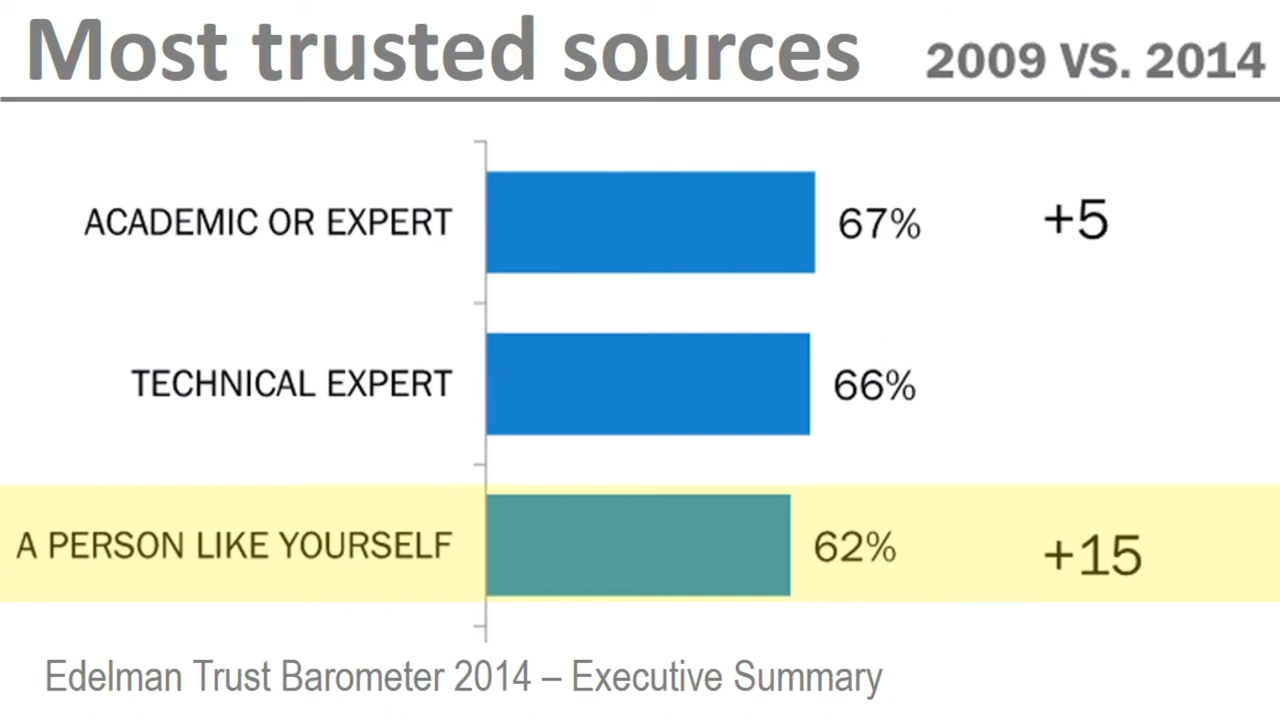 Most trusted sources 2009 VS. 2014
ACADEMIC OR EXPERT 67% +5
TECHNICAL EXPERT 66%
A PERSON LIKE YOURSELF 62% +15
Edelman Trust Barometer 2014 – Executive Summary